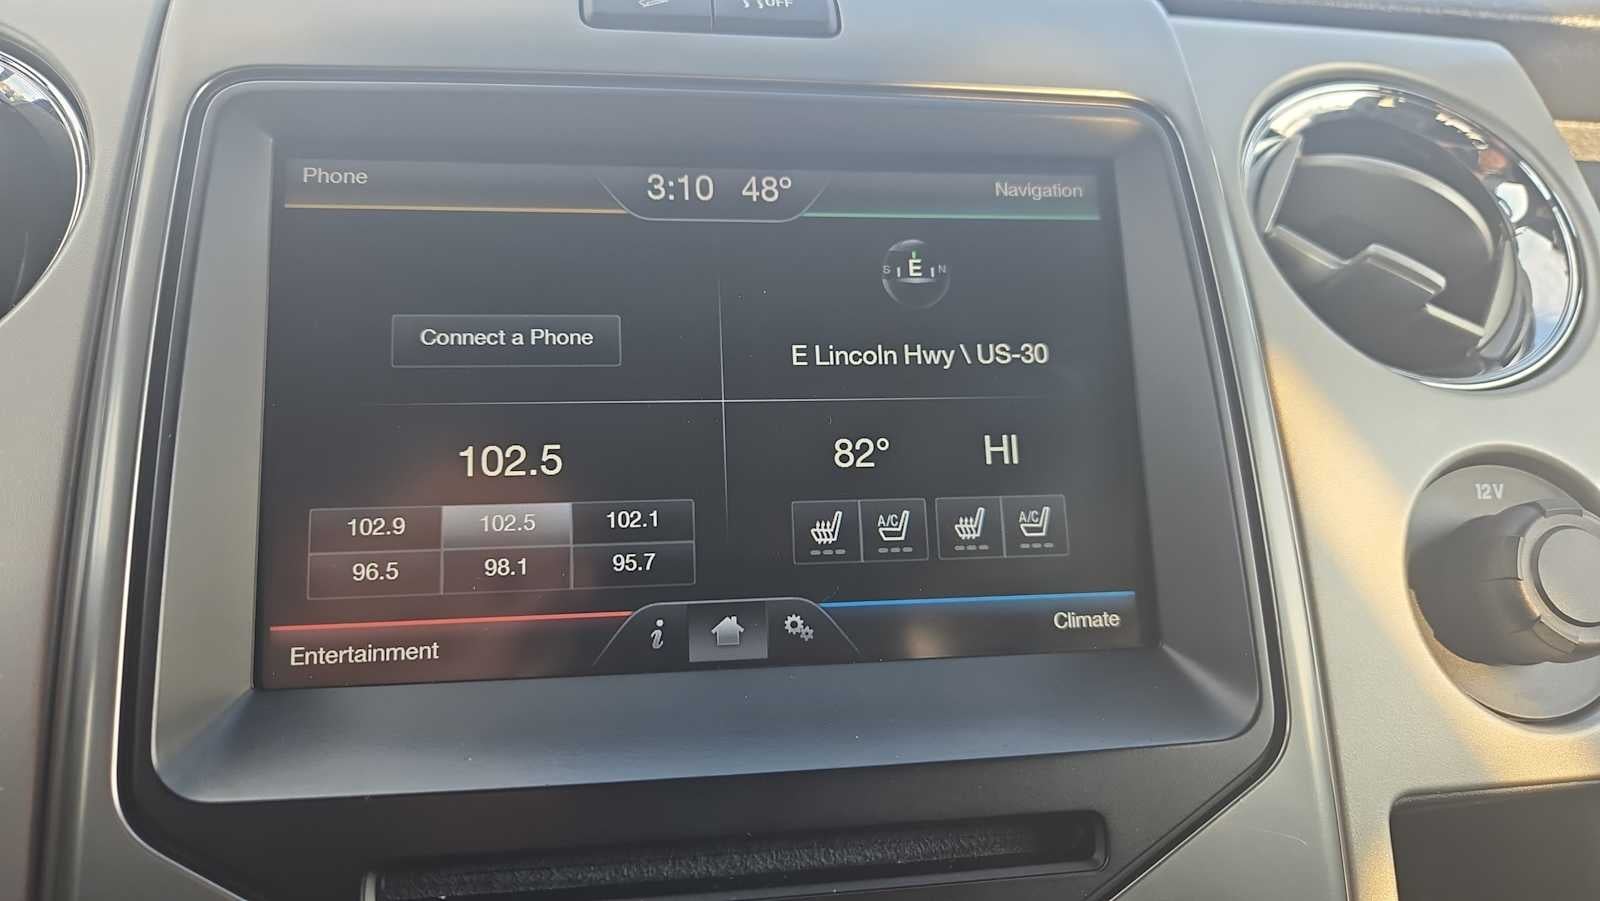 OFF
Phone
3:10 48°
Navigation
S E N
Connect a Phone
E Lincoln Hwy \ US-30
102.5
82° HI
102.9 102.5 102.1
96.5 98.1 95.7
A/C A/C
Entertainment
i
Climate
12V